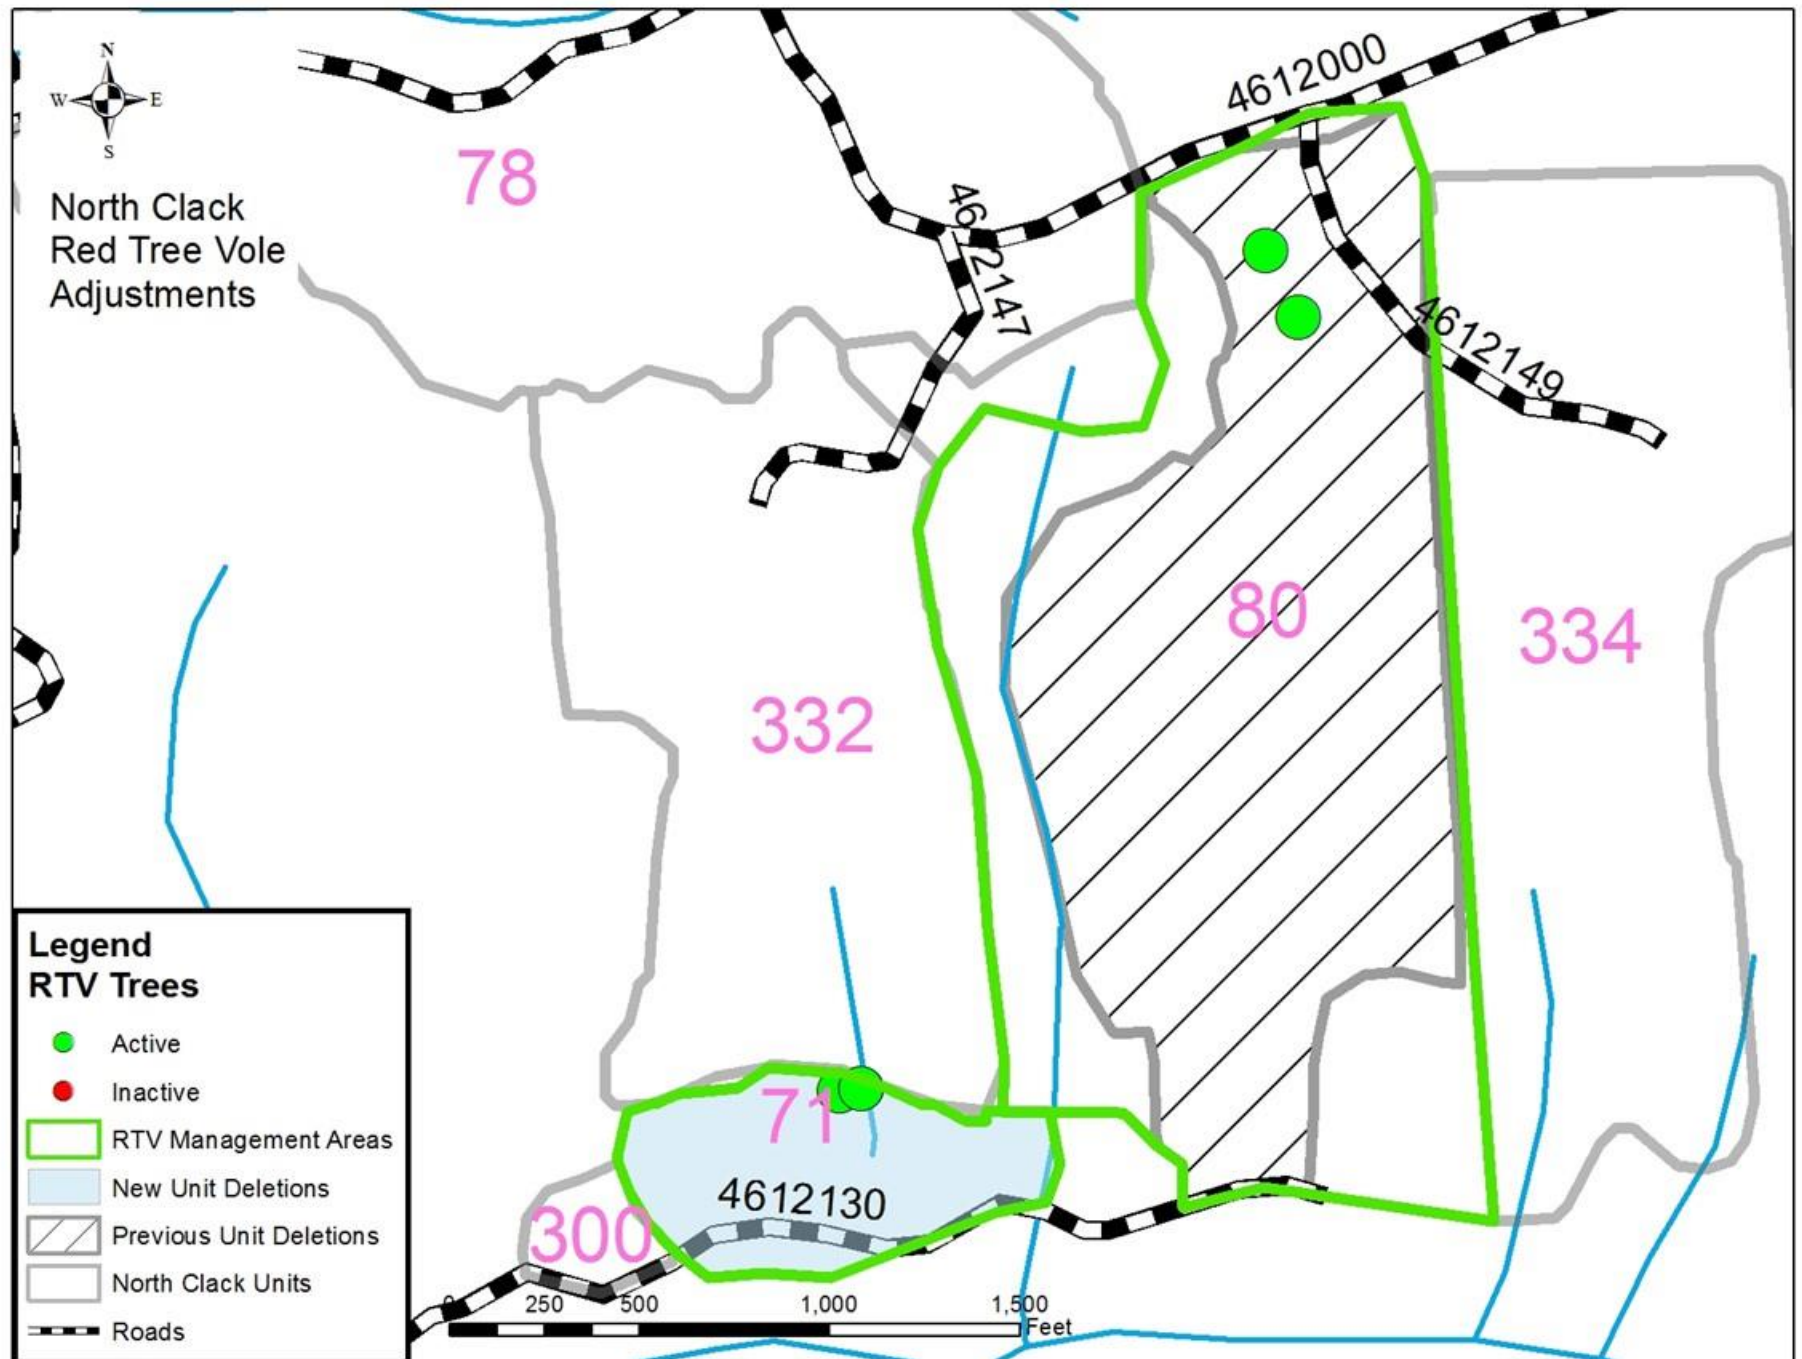 N
W E
S
North Clack
Red Tree Vole
Adjustments
78
4612000
4612147
4612149
80
334
332
71
4612130
300
Legend
RTV Trees
Active
Inactive
RTV Management Areas
New Unit Deletions
Previous Unit Deletions
North Clack Units
Roads
0 250 500 1,000 1,500
Feet